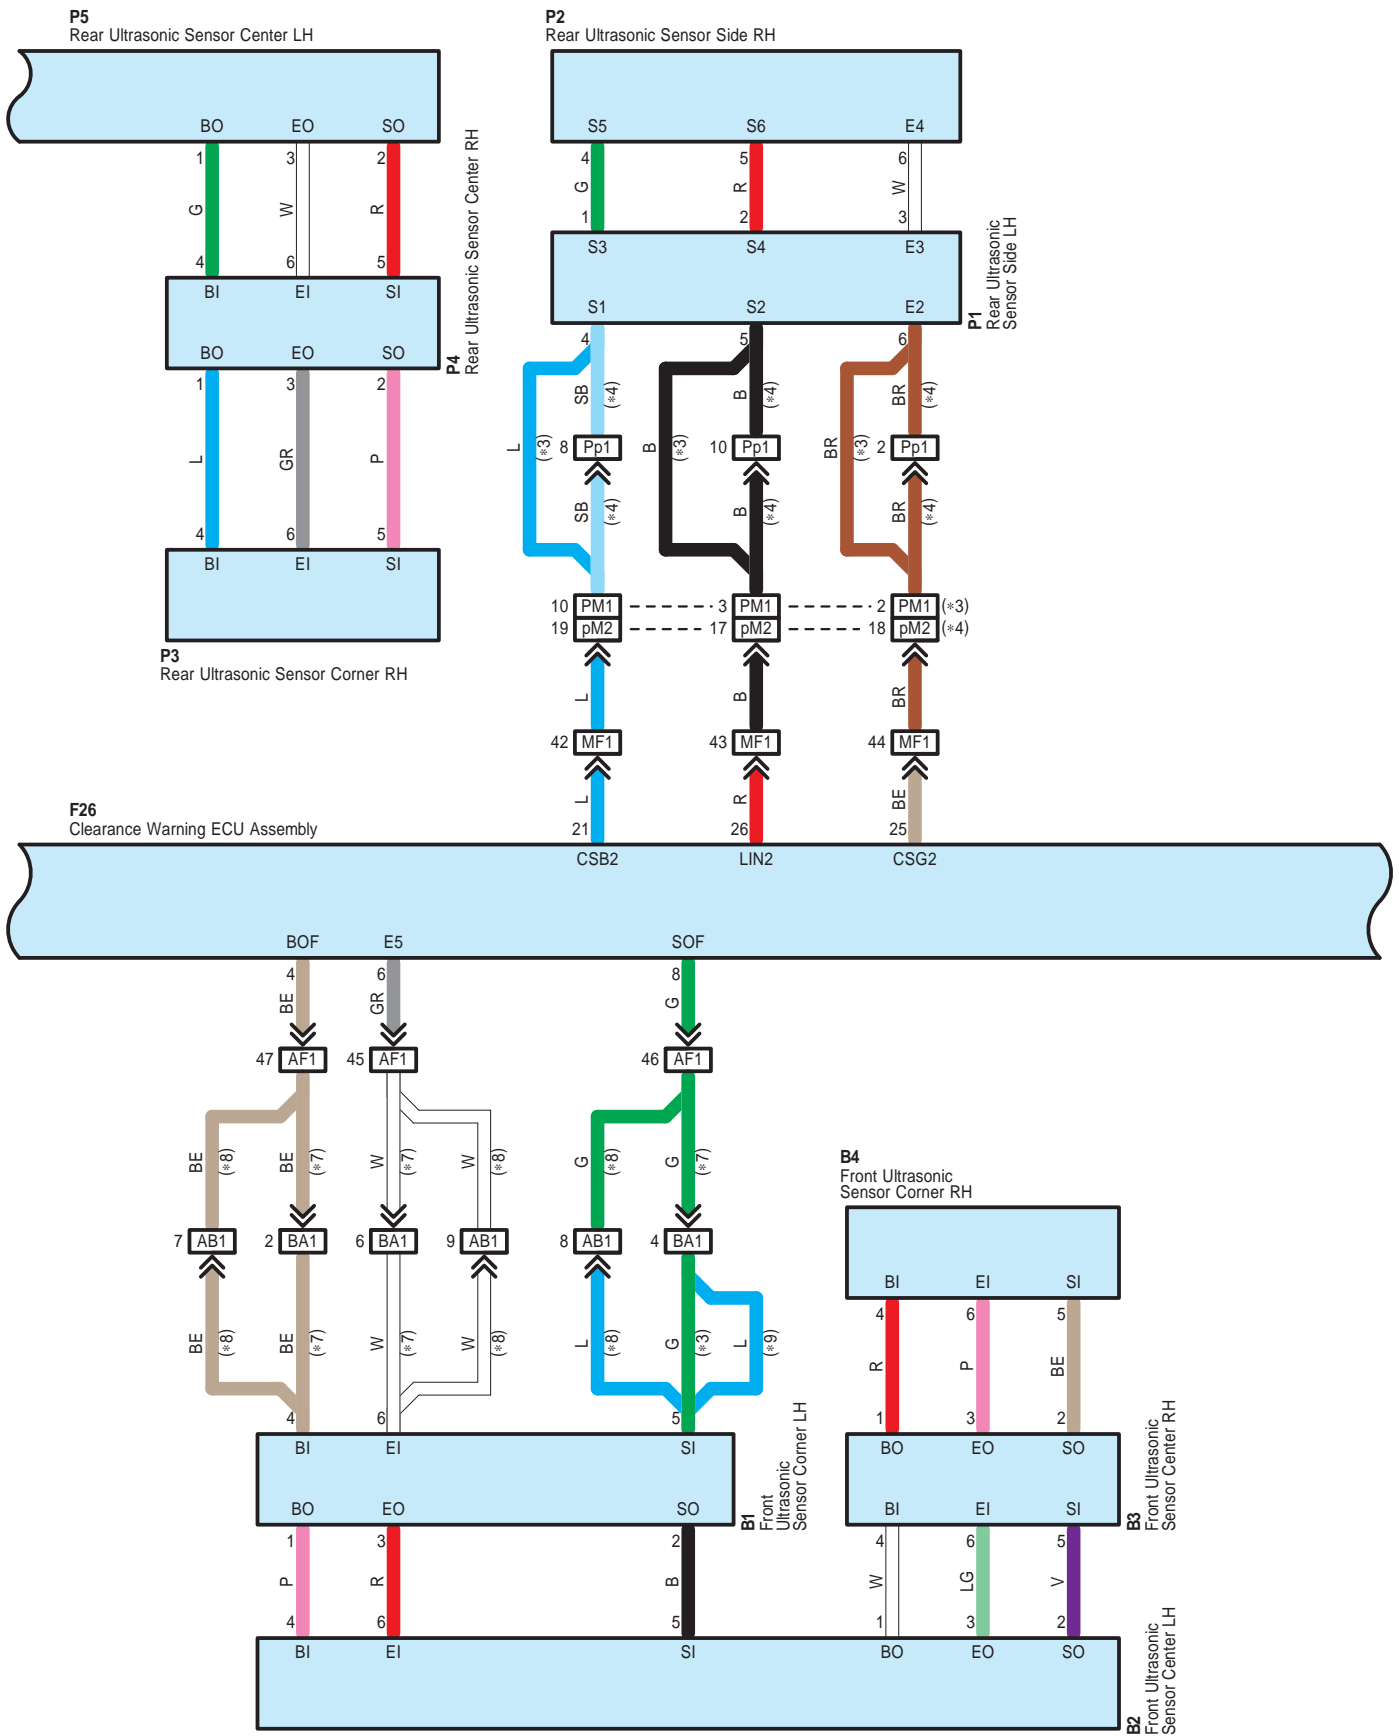 P5
Rear Ultrasonic Sensor Center LH
P2
Rear Ultrasonic Sensor Side RH
BO EO SO
1 3 2
G W R
4 6 5
BI EI SI
BO EO SO
P4
Rear Ultrasonic Sensor Center RH
1 3 2
L GR P
4 6 5
BI EI SI
P3
Rear Ultrasonic Sensor Corner RH
S5 S6 E4
4 5 6
G R W
1 2 3
S3 S4 E3
S1 S2 E2
P1
Rear Ultrasonic
Sensor Side LH
4 5 6
SB (*4) B (*4) BR (*4)
L (*3) 8 Pp1 B (*3) 10 Pp1 BR (*3) 2 Pp1
SB (*4) B (*4) BR (*4)
10 PM1 3 PM1 2 PM1 (*3)
19 pM2 17 pM2 18 pM2 (*4)
L B BR
42 MF1 43 MF1 44 MF1
L R BE
21 26 25
F26
Clearance Warning ECU Assembly
CSB2 LIN2 CSG2
BOF E5 SOF
4 6 8
BE GR G
47 AF1 45 AF1 46 AF1
BE (*8) BE (*7) W (*7) W (*8) G (*8) G (*7)
7 AB1 2 BA1 6 BA1 9 AB1 8 AB1 4 BA1
BE (*8) BE (*7) W (*7) W (*8) L (*8) G (*3) L (*9)
4 6 5
BI EI SI
BO EO SO
B1
Front
Ultrasonic
Sensor Corner LH
1 3 2
P R B
4 6 5
BI EI SI
B4
Front Ultrasonic
Sensor Corner RH
BI EI SI
4 6 5
R P BE
1 3 2
BO EO SO
BI EI SI
B3
Front Ultrasonic
Sensor Center RH
4 6 5
W LG V
1 3 2
BO EO SO
B2
Front Ultrasonic
Sensor Center LH